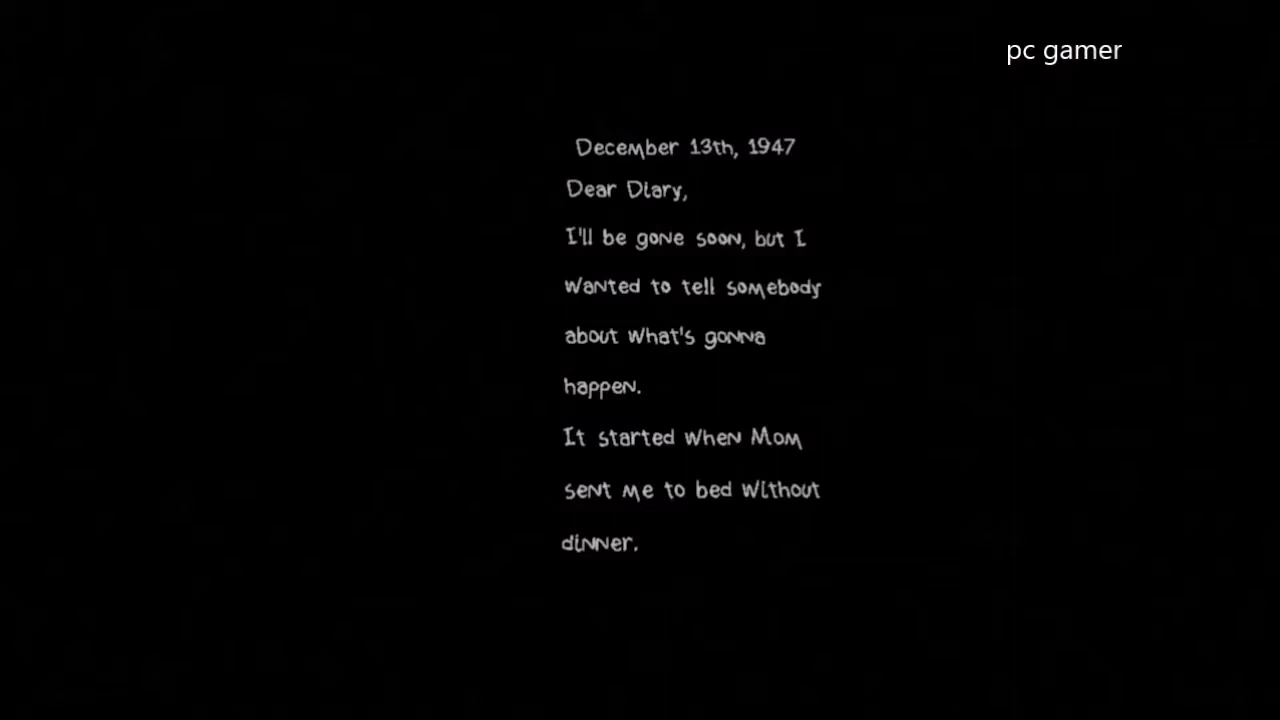 pc gamer
December 13th, 1947
Dear Diary,
I'll be gone soon, but I
wanted to tell somebody
about what's gonna
happen.
It started when Mom
sent me to bed without
dinner.